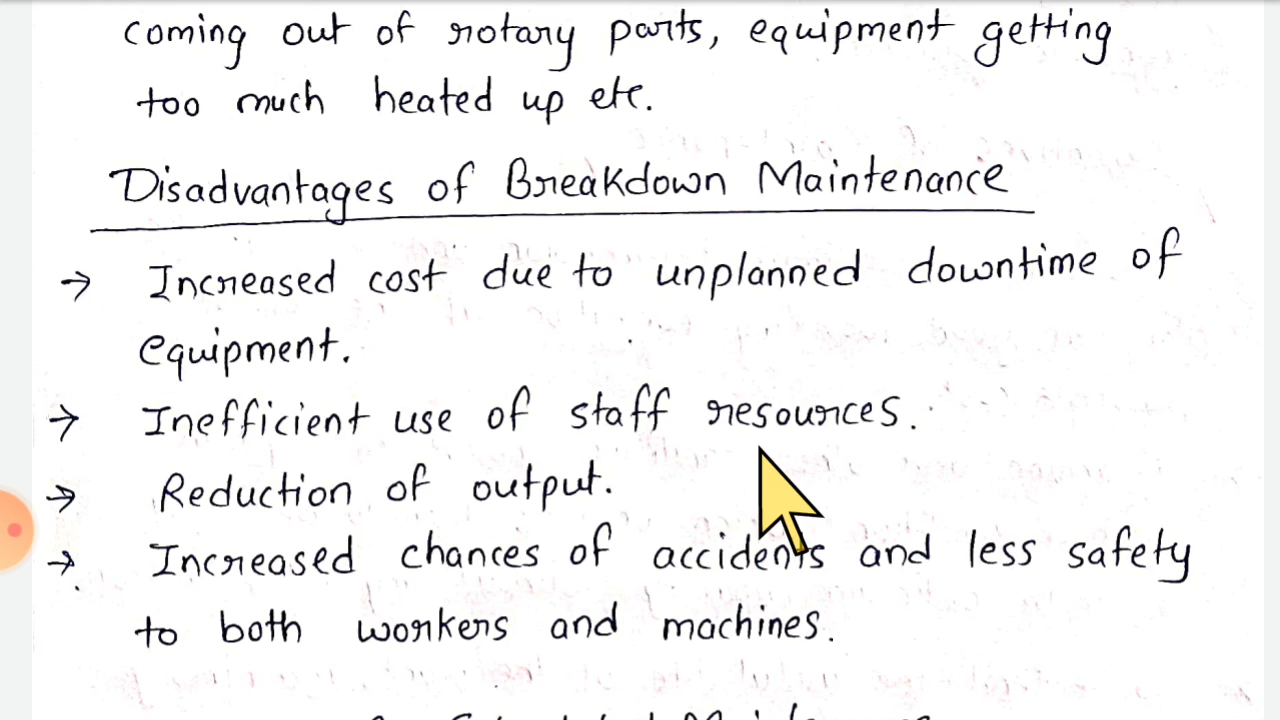 coming out of rotary parts, equipment getting
too much heated up etc.
Disadvantages of Breakdown Maintenance
→ Increased cost due to unplanned downtime of
equipment.
→ Inefficient use of staff resources.
→ Reduction of output.
→ Increased chances of accidents and less safety
to both workers and machines.